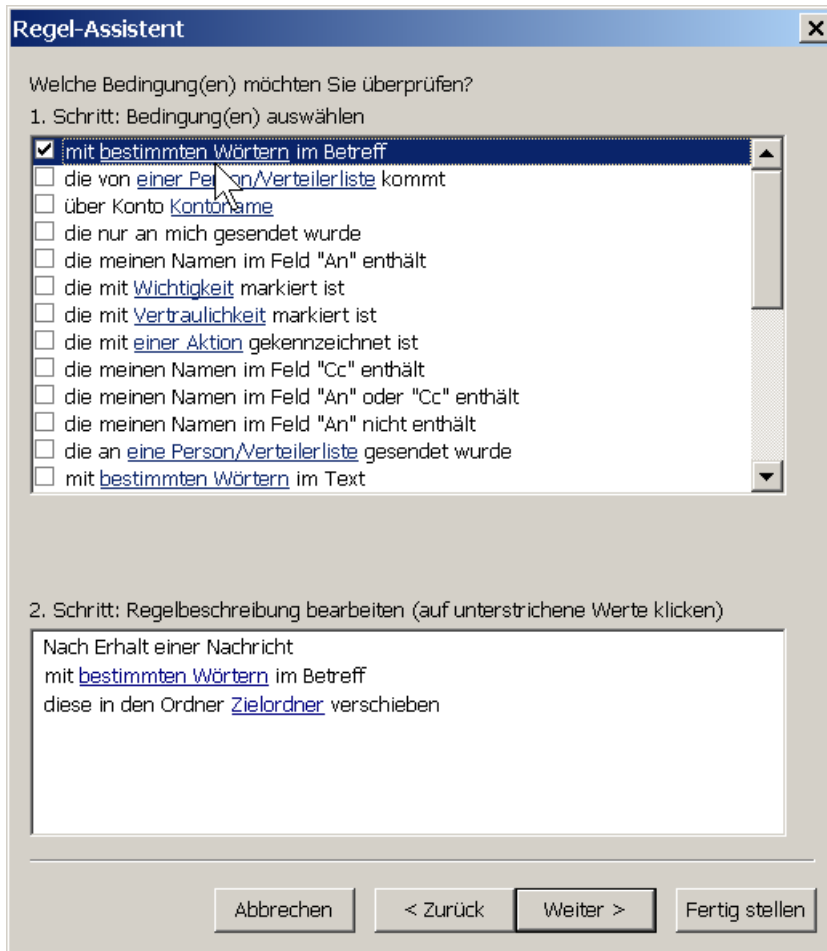 Regel-Assistent
Welche Bedingung(en) möchten Sie überprüfen?
1. Schritt: Bedingung(en) auswählen
mit bestimmten Wörtern im Betreff
die von einer Person/Verteilerliste kommt
über Konto Kontoname
die nur an mich gesendet wurde
die meinen Namen im Feld "An" enthält
die mit Wichtigkeit markiert ist
die mit Vertraulichkeit markiert ist
die mit einer Aktion gekennzeichnet ist
die meinen Namen im Feld "Cc" enthält
die meinen Namen im Feld "An" oder "Cc" enthält
die meinen Namen im Feld "An" nicht enthält
die an eine Person/Verteilerliste gesendet wurde
mit bestimmten Wörtern im Text
2. Schritt: Regelbeschreibung bearbeiten (auf unterstrichene Werte klicken)
Nach Erhalt einer Nachricht
mit bestimmten Wörtern im Betreff
diese in den Ordner Zielordner verschieben
Abbrechen < Zurück Weiter > Fertig stellen